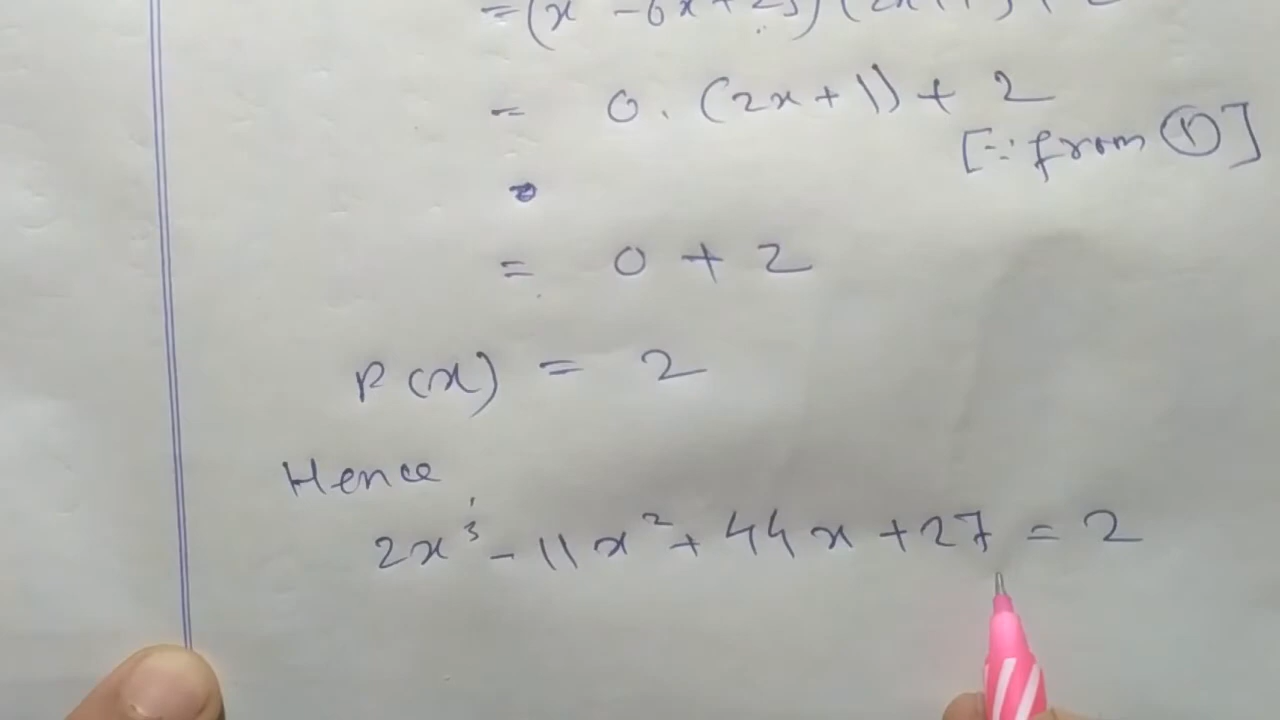 = 0 . (2x + 1) + 2
[∵ from ①]
= 0 + 2
P(x) = 2
Hence
2x³ - 11x² + 44x + 27 = 2